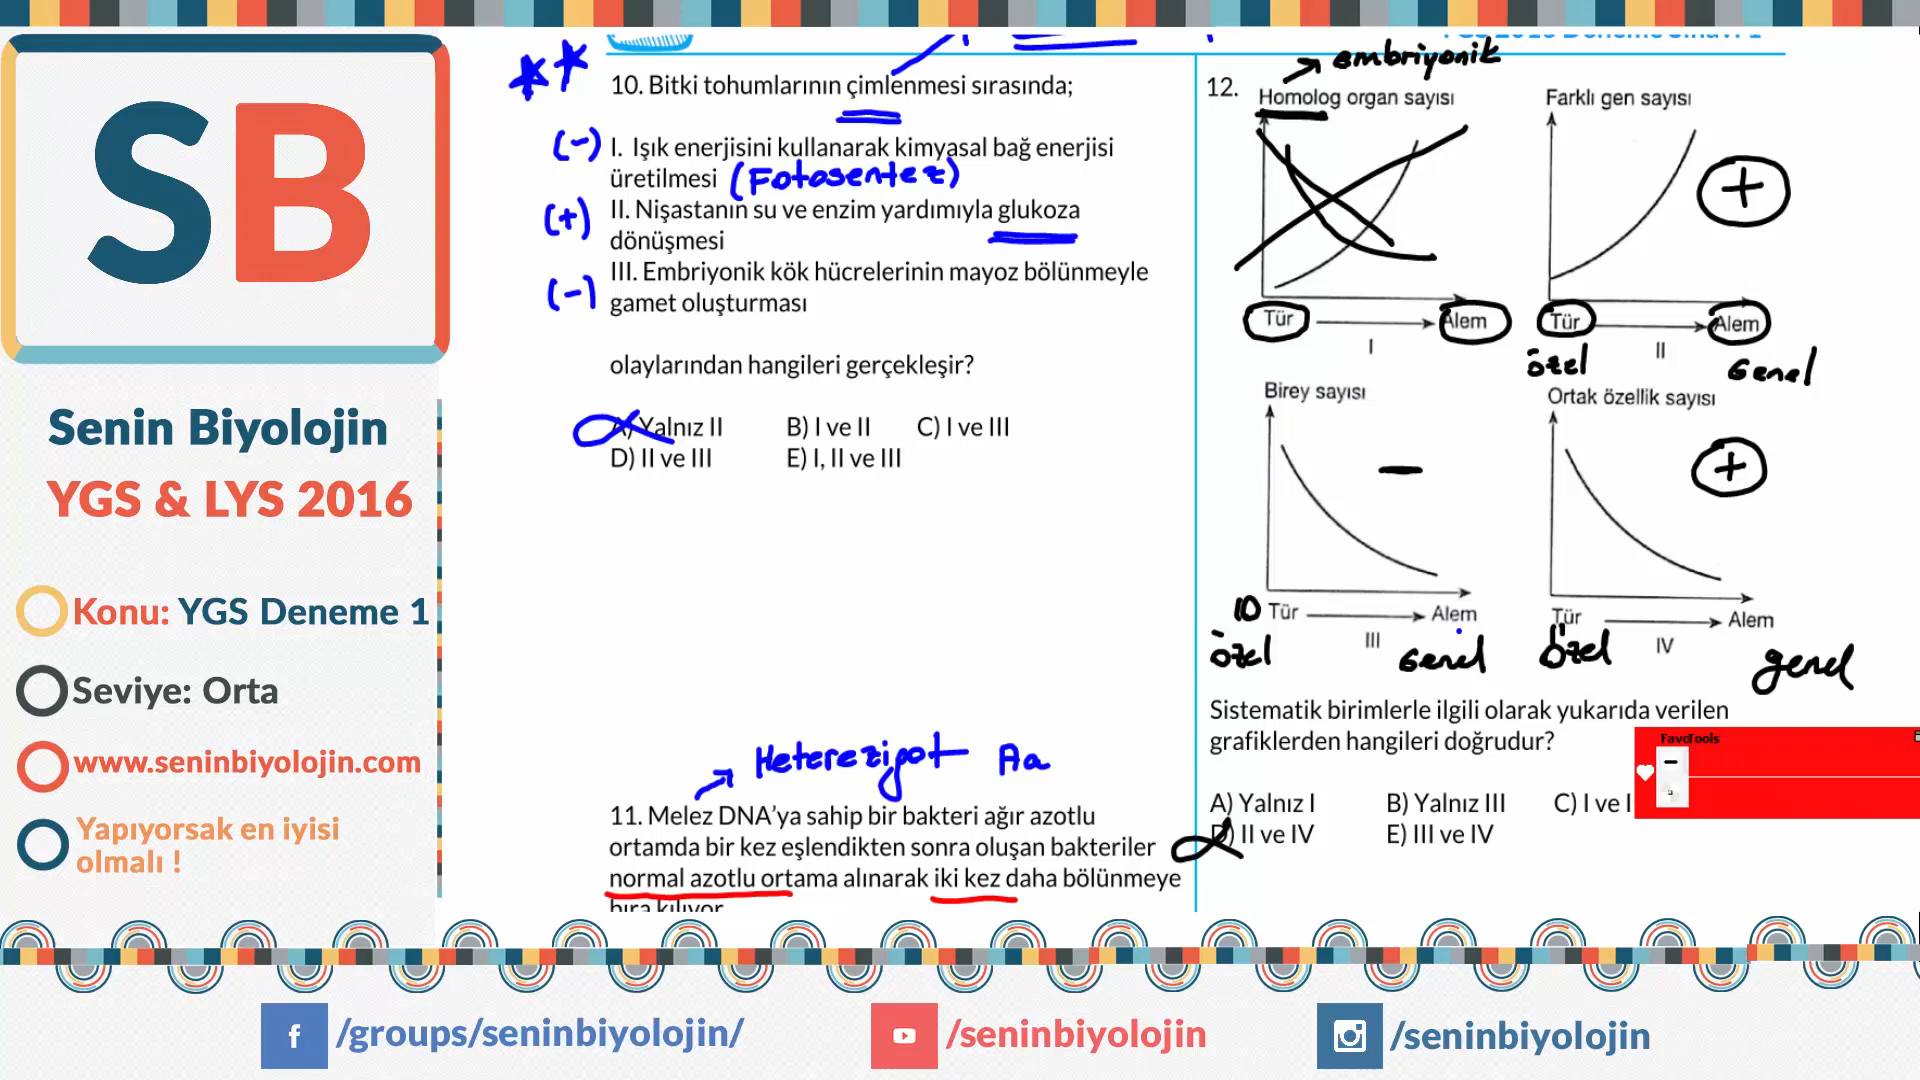 SB
Senin Biyolojin
YGS & LYS 2016
Konu: YGS Deneme 1
Seviye: Orta
www.seninbiyolojin.com
Yapıyorsak en iyisi
olmalı !
10. Bitki tohumlarının çimlenmesi sırasında;
(-) I. Işık enerjisini kullanarak kimyasal bağ enerjisi
üretilmesi (Fotosentez)
(+) II. Nişastanın su ve enzim yardımıyla glukoza
dönüşmesi
(-) III. Embriyonik kök hücrelerinin mayoz bölünmeyle
gamet oluşturması
olaylarından hangileri gerçekleşir?
A) Yalnız II B) I ve II C) I ve III
D) II ve III E) I, II ve III
Heterezigot Aa
11. Melez DNA'ya sahip bir bakteri ağır azotlu
ortamda bir kez eşlendikten sonra oluşan bakteriler
normal azotlu ortama alınarak iki kez daha bölünmeye
bırakılıyor
embriyonik
12.
Homolog organ sayısı
Tür Alem
I
Farklı gen sayısı
+
Tür Alem
özel II genel
Birey sayısı
-
10 Tür Alem
özel III genel
Ortak özellik sayısı
+
Tür Alem
özel IV genel
Sistematik birimlerle ilgili olarak yukarıda verilen
grafiklerden hangileri doğrudur?
A) Yalnız I B) Yalnız III C) I ve I
D) II ve IV E) III ve IV
FavoTools
f /groups/seninbiyolojin/
/seninbiyolojin
/seninbiyolojin